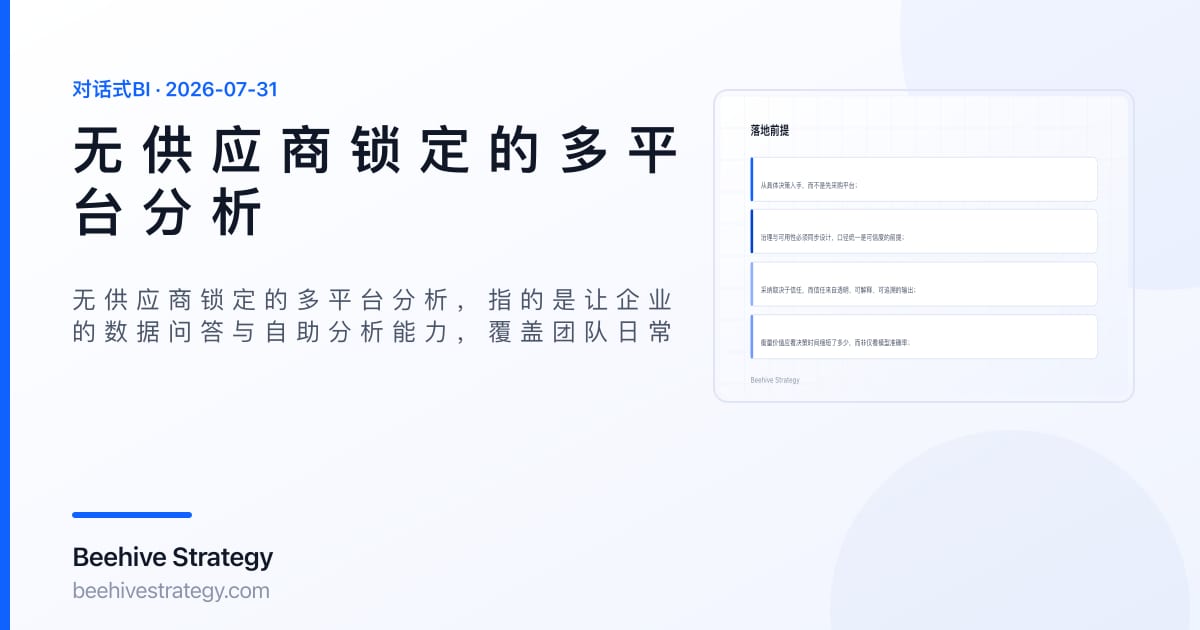 对话式BI · 2026-07-31
无供应商锁定的多平
台分析
无供应商锁定的多平台分析，指的是让企业
的数据问答与自助分析能力，覆盖团队日常
落地前提
从具体决策入手，而不是先采购平台；
治理与可用性必须同步设计，口径统一是可信度的前提；
采纳取决于信任，而信任来自透明、可解释、可追溯的输出；
衡量价值应看决策时间缩短了多少，而非仅看模型准确率。
Beehive Strategy
Beehive Strategy
beehivestrategy.com